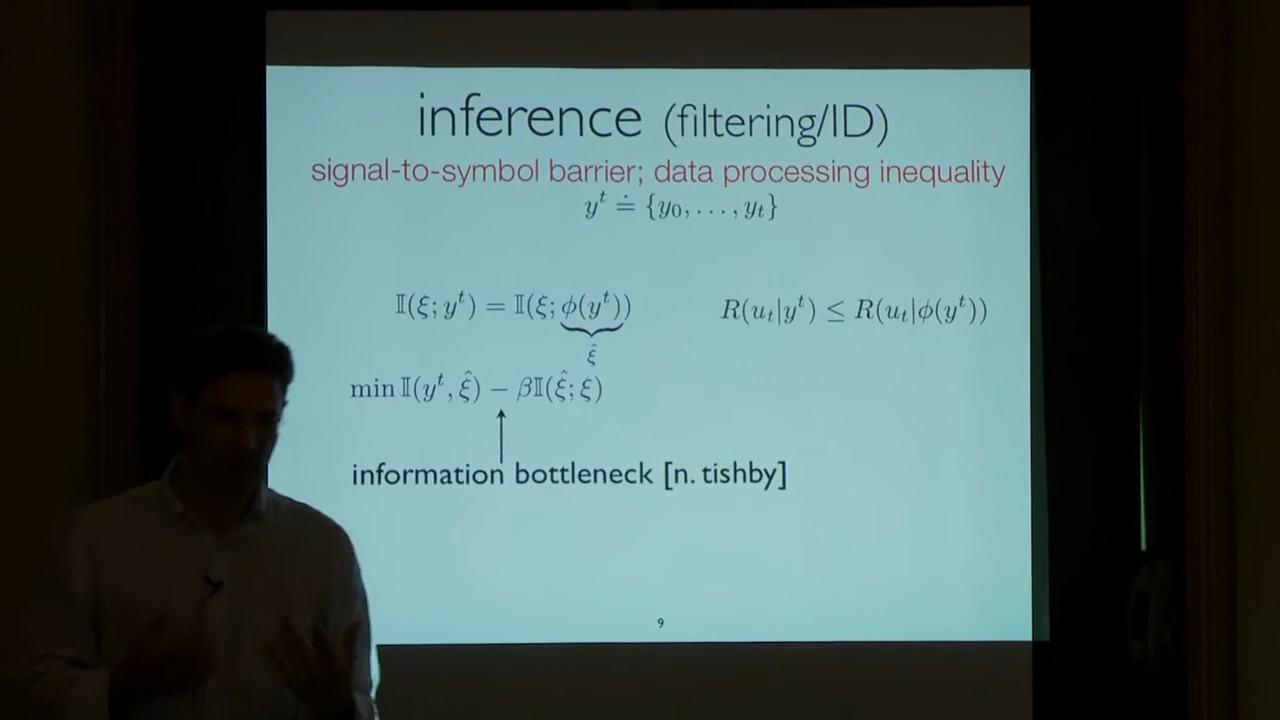 inference (filtering/ID)
signal-to-symbol barrier; data processing inequality
y^t ≐ {y_0, . . . , y_t}
𝕀(ξ; y^t) = 𝕀(ξ; ϕ(y^t)) R(u_t|y^t) ≤ R(u_t|ϕ(y^t))
ξ̂
min 𝕀(y^t, ξ̂) − β𝕀(ξ̂; ξ)
information bottleneck [n. tishby]
9